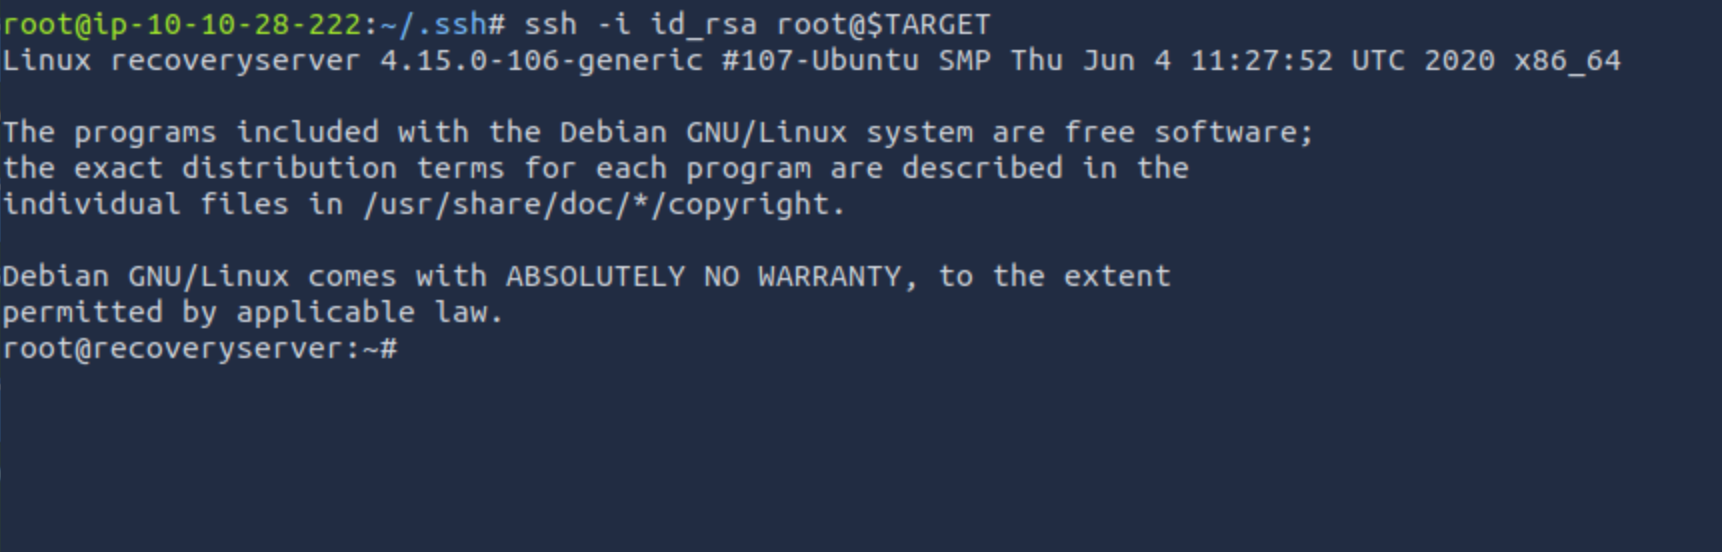 root@ip-10-10-28-222:~/.ssh# ssh -i id_rsa root@$TARGET
Linux recoveryserver 4.15.0-106-generic #107-Ubuntu SMP Thu Jun 4 11:27:52 UTC 2020 x86_64
The programs included with the Debian GNU/Linux system are free software;
the exact distribution terms for each program are described in the
individual files in /usr/share/doc/*/copyright.
Debian GNU/Linux comes with ABSOLUTELY NO WARRANTY, to the extent
permitted by applicable law.
root@recoveryserver:~#